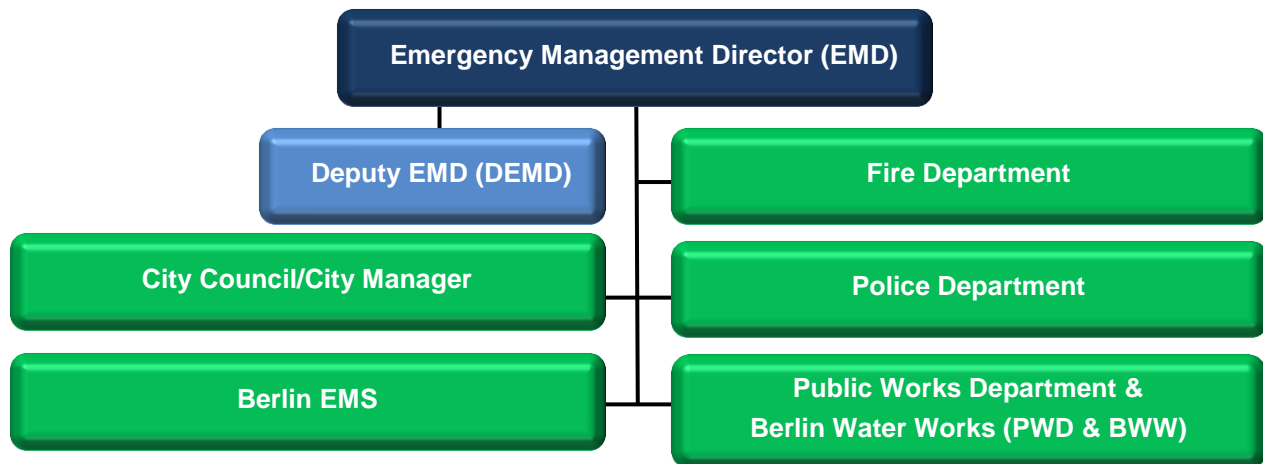 Emergency Management Director (EMD)
Deputy EMD (DEMD)
Fire Department
City Council/City Manager
Police Department
Berlin EMS
Public Works Department &
Berlin Water Works (PWD & BWW)